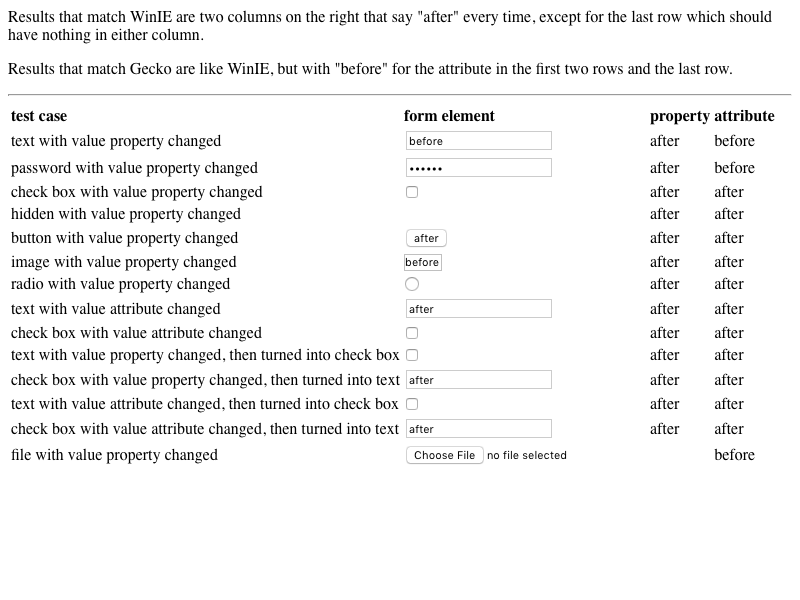 Results that match WinIE are two columns on the right that say "after" every time, except for the last row which should
have nothing in either column.
Results that match Gecko are like WinIE, but with "before" for the attribute in the first two rows and the last row.
test case form element property attribute
text with value property changed before after before
password with value property changed •••••• after before
check box with value property changed after after
hidden with value property changed after after
button with value property changed after after after
image with value property changed before after after
radio with value property changed after after
text with value attribute changed after after after
check box with value attribute changed after after
text with value property changed, then turned into check box after after
check box with value property changed, then turned into text after after after
text with value attribute changed, then turned into check box after after
check box with value attribute changed, then turned into text after after after
file with value property changed Choose File no file selected before